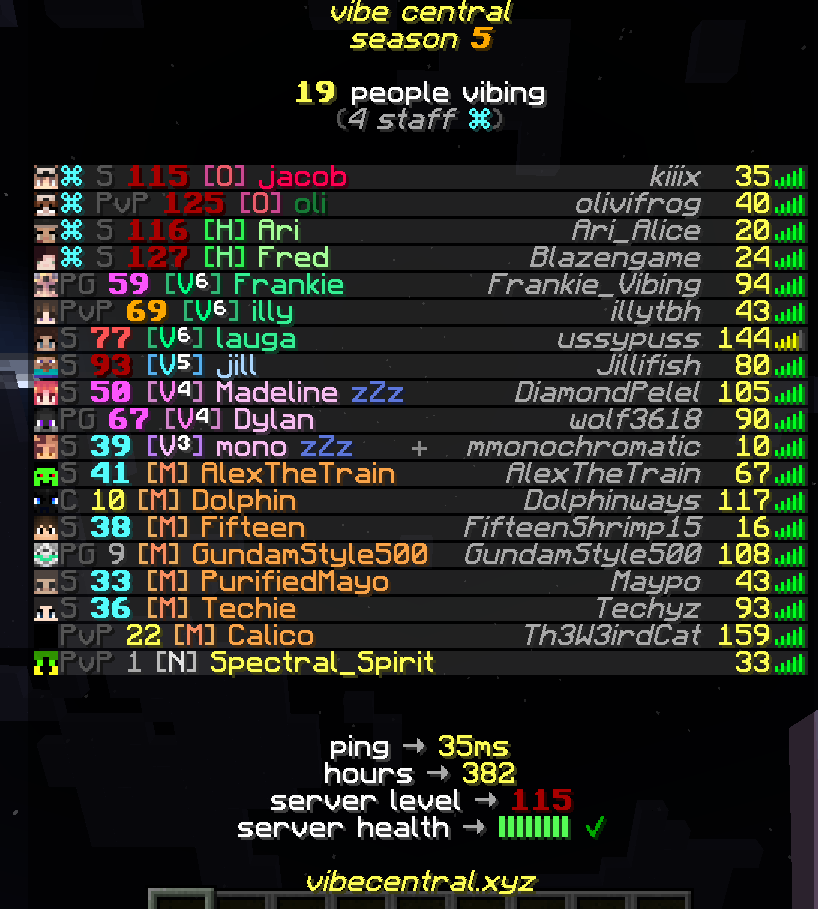 vibe central
season 5
19 people vibing
(4 staff ⌘)
⌘ S 115 [O] jacob kiiix 35
⌘ PvP 125 [O] oli olivifrog 40
⌘ S 116 [H] Ari Ari_Alice 20
⌘ S 127 [H] Fred Blazengame 24
PG 59 [V⁶] Frankie Frankie_Vibing 94
PvP 69 [V⁶] illy illytbh 43
S 77 [V⁶] lauga ussypuss 144
S 93 [V⁵] jill Jillifish 80
S 50 [V⁴] Madeline zZz DiamondPelel 105
PG 67 [V⁴] Dylan wolf3618 90
S 39 [V³] mono zZz + mmonochromatic 10
S 41 [M] AlexTheTrain AlexTheTrain 67
C 10 [M] Dolphin Dolphinways 117
S 38 [M] Fifteen FifteenShrimp15 16
PG 9 [M] GundamStyle500 GundamStyle500 108
S 33 [M] PurifiedMayo Maypo 43
S 36 [M] Techie Techyz 93
PvP 22 [M] Calico Th3W3irdCat 159
PvP 1 [N] Spectral_Spirit 33
ping → 35ms
hours → 382
server level → 115
server health → ✓
vibecentral.xyz